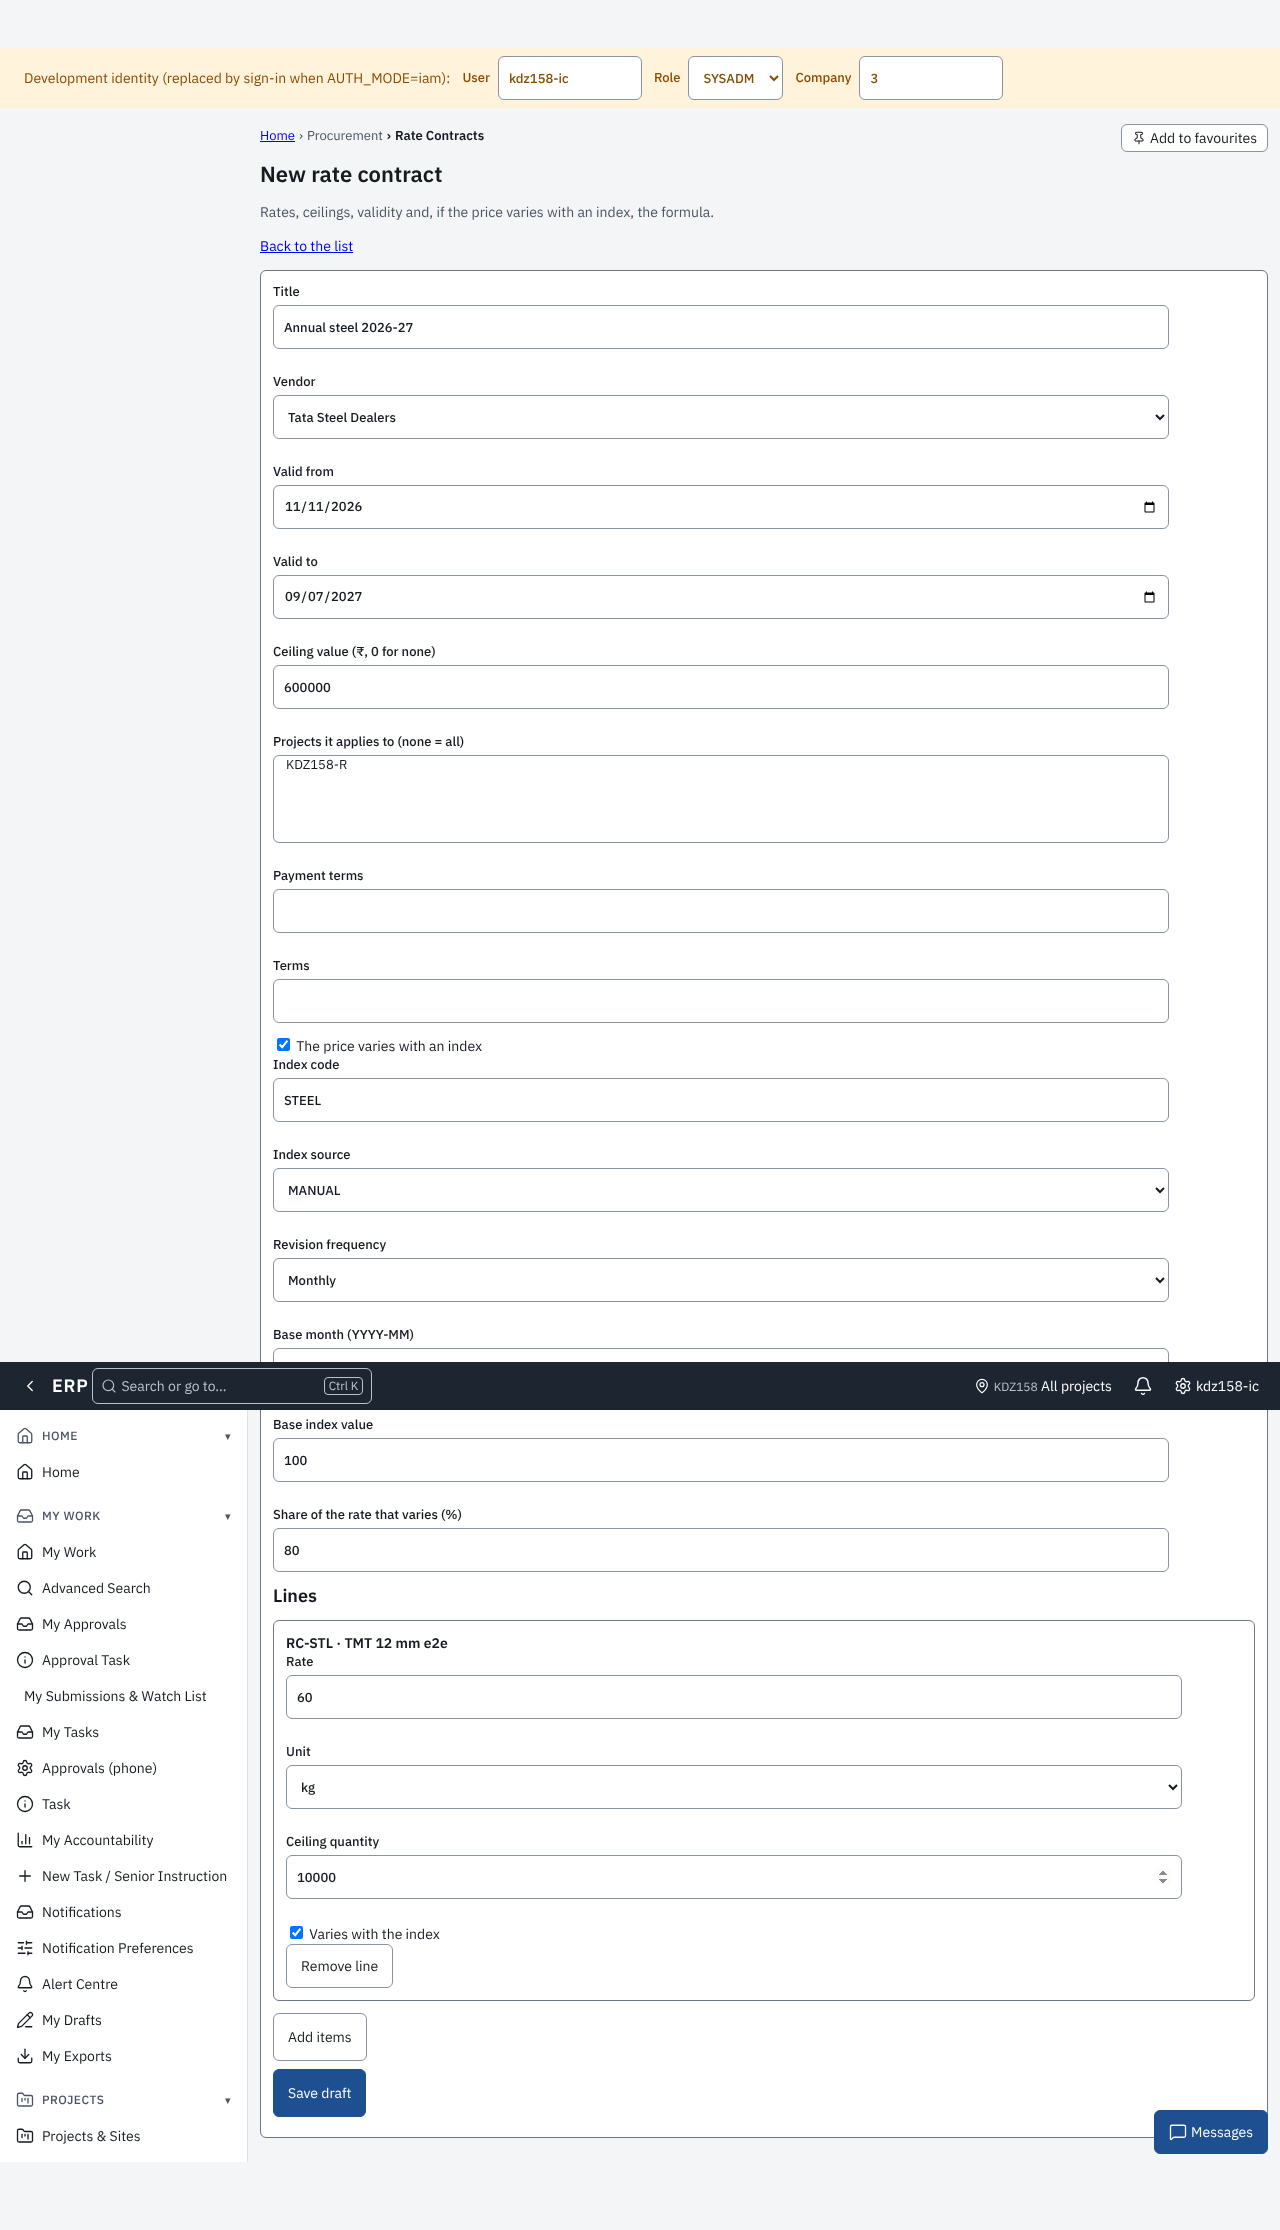 Development identity (replaced by sign-in when AUTH_MODE=iam): User kdz158-ic Role SYSADM Company 3
Home › Procurement › Rate Contracts
Add to favourites
New rate contract
Rates, ceilings, validity and, if the price varies with an index, the formula.
Back to the list
Title
Annual steel 2026-27
Vendor
Tata Steel Dealers
Valid from
11/11/2026
Valid to
09/07/2027
Ceiling value (₹, 0 for none)
600000
Projects it applies to (none = all)
KDZ158-R
Payment terms
Terms
The price varies with an index
Index code
STEEL
Index source
MANUAL
Revision frequency
Monthly
Base month (YYYY-MM)
ERP Search or go to... Ctrl K KDZ158 All projects kdz158-ic
Base index value
100
Share of the rate that varies (%)
80
Lines
RC-STL · TMT 12 mm e2e
Rate
60
Unit
kg
Ceiling quantity
10000
Varies with the index
Remove line
Add items
Save draft
Messages
HOME
Home
MY WORK
My Work
Advanced Search
My Approvals
Approval Task
My Submissions & Watch List
My Tasks
Approvals (phone)
Task
My Accountability
New Task / Senior Instruction
Notifications
Notification Preferences
Alert Centre
My Drafts
My Exports
PROJECTS
Projects & Sites